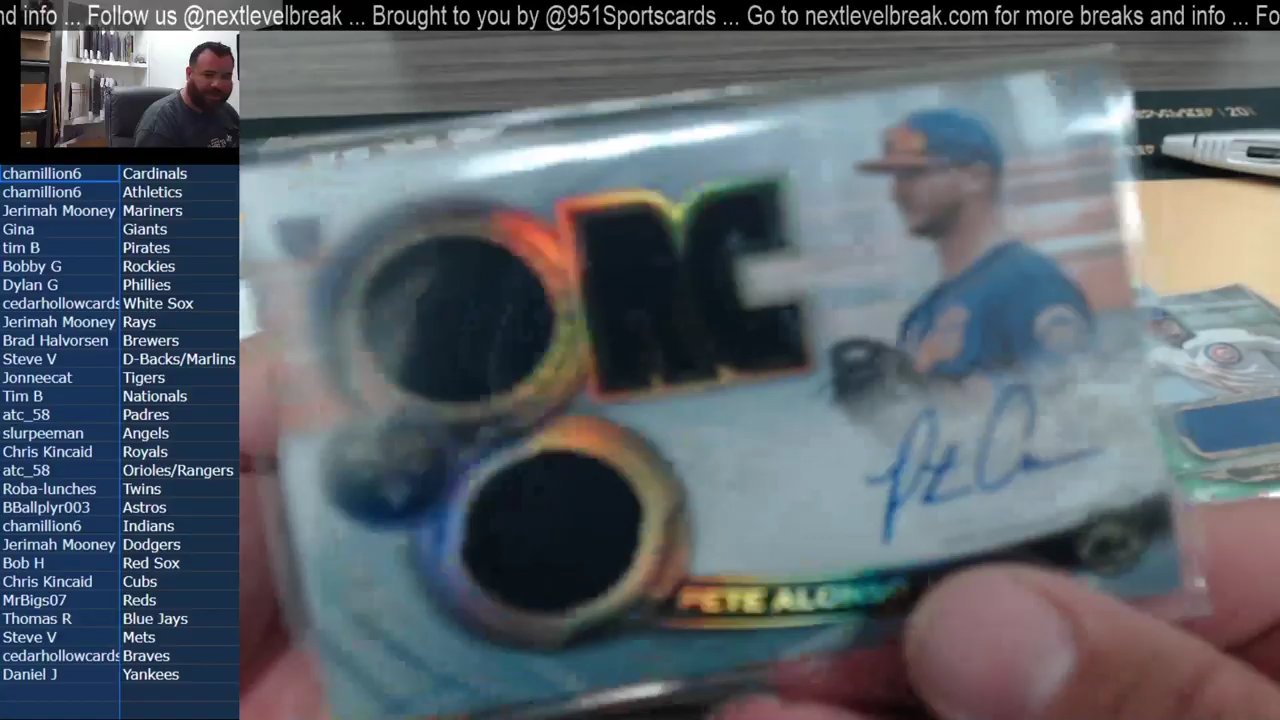 nd info ... Follow us @nextlevelbreak ... Brought to you by @951Sportscards ... Go to nextlevelbreak.com for more breaks and info ... Fo
chamillion6 Cardinals
chamillion6 Athletics
Jerimah Mooney Mariners
Gina Giants
tim B Pirates
Bobby G Rockies
Dylan G Phillies
cedarhollowcards White Sox
Jerimah Mooney Rays
Brad Halvorsen Brewers
Steve V D-Backs/Marlins
Jonneecat Tigers
Tim B Nationals
atc_58 Padres
slurpeeman Angels
Chris Kincaid Royals
atc_58 Orioles/Rangers
Roba-lunches Twins
BBallplyr003 Astros
chamillion6 Indians
Jerimah Mooney Dodgers
Bob H Red Sox
Chris Kincaid Cubs
MrBigs07 Reds
Thomas R Blue Jays
Steve V Mets
cedarhollowcards Braves
Daniel J Yankees
RC
PETE ALONSO